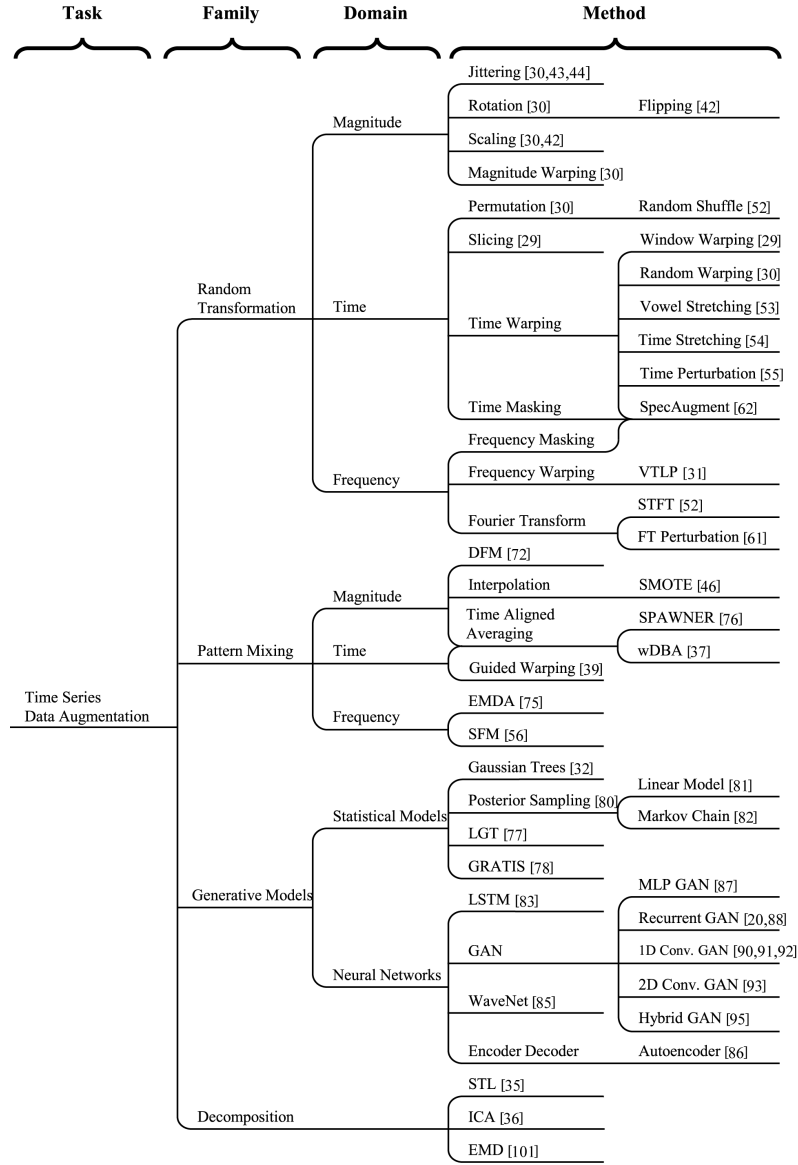 Task Family Domain Method
Jittering [30,43,44]
Rotation [30] Flipping [42]
Magnitude
Scaling [30,42]
Magnitude Warping [30]
Permutation [30] Random Shuffle [52]
Slicing [29] Window Warping [29]
Random Warping [30]
Random
Transformation
Time
Vowel Stretching [53]
Time Warping
Time Stretching [54]
Time Perturbation [55]
Time Masking SpecAugment [62]
Frequency Masking
Frequency
Frequency Warping VTLP [31]
STFT [52]
Fourier Transform
FT Perturbation [61]
DFM [72]
Interpolation SMOTE [46]
Magnitude
Time Aligned
Averaging
SPAWNER [76]
Pattern Mixing Time
wDBA [37]
Guided Warping [39]
Time Series
Data Augmentation
EMDA [75]
Frequency
SFM [56]
Gaussian Trees [32]
Linear Model [81]
Posterior Sampling [80]
Statistical Models
Markov Chain [82]
LGT [77]
GRATIS [78]
MLP GAN [87]
Generative Models
LSTM [83]
Recurrent GAN [20,88]
GAN 1D Conv. GAN [90,91,92]
Neural Networks
2D Conv. GAN [93]
WaveNet [85]
Hybrid GAN [95]
Encoder Decoder Autoencoder [86]
STL [35]
Decomposition ICA [36]
EMD [101]